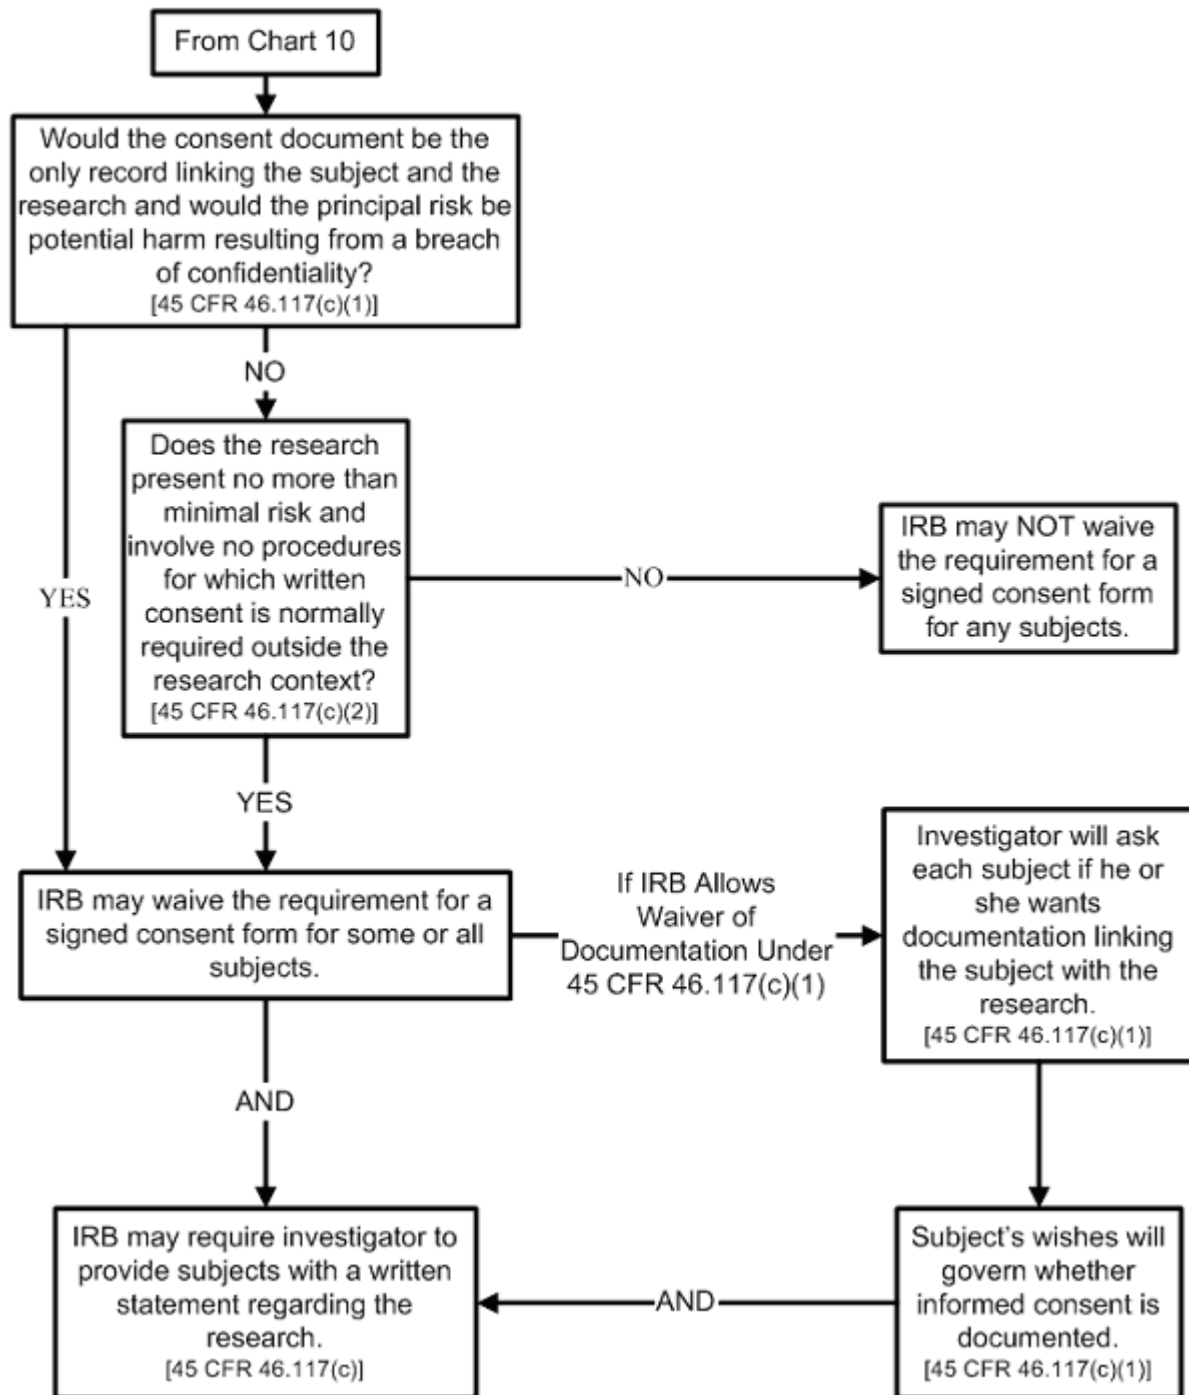 From Chart 10
Would the consent document be the
only record linking the subject and the
research and would the principal risk be
potential harm resulting from a breach
of confidentiality?
[45 CFR 46.117(c)(1)]
NO
YES
Does the research
present no more than
minimal risk and
involve no procedures
for which written
consent is normally
required outside the
research context?
[45 CFR 46.117(c)(2)]
NO
IRB may NOT waive
the requirement for a
signed consent form
for any subjects.
YES
IRB may waive the requirement for a
signed consent form for some or all
subjects.
If IRB Allows
Waiver of
Documentation Under
45 CFR 46.117(c)(1)
Investigator will ask
each subject if he or
she wants
documentation linking
the subject with the
research.
[45 CFR 46.117(c)(1)]
AND
IRB may require investigator to
provide subjects with a written
statement regarding the
research.
[45 CFR 46.117(c)]
AND
Subject's wishes will
govern whether
informed consent is
documented.
[45 CFR 46.117(c)(1)]